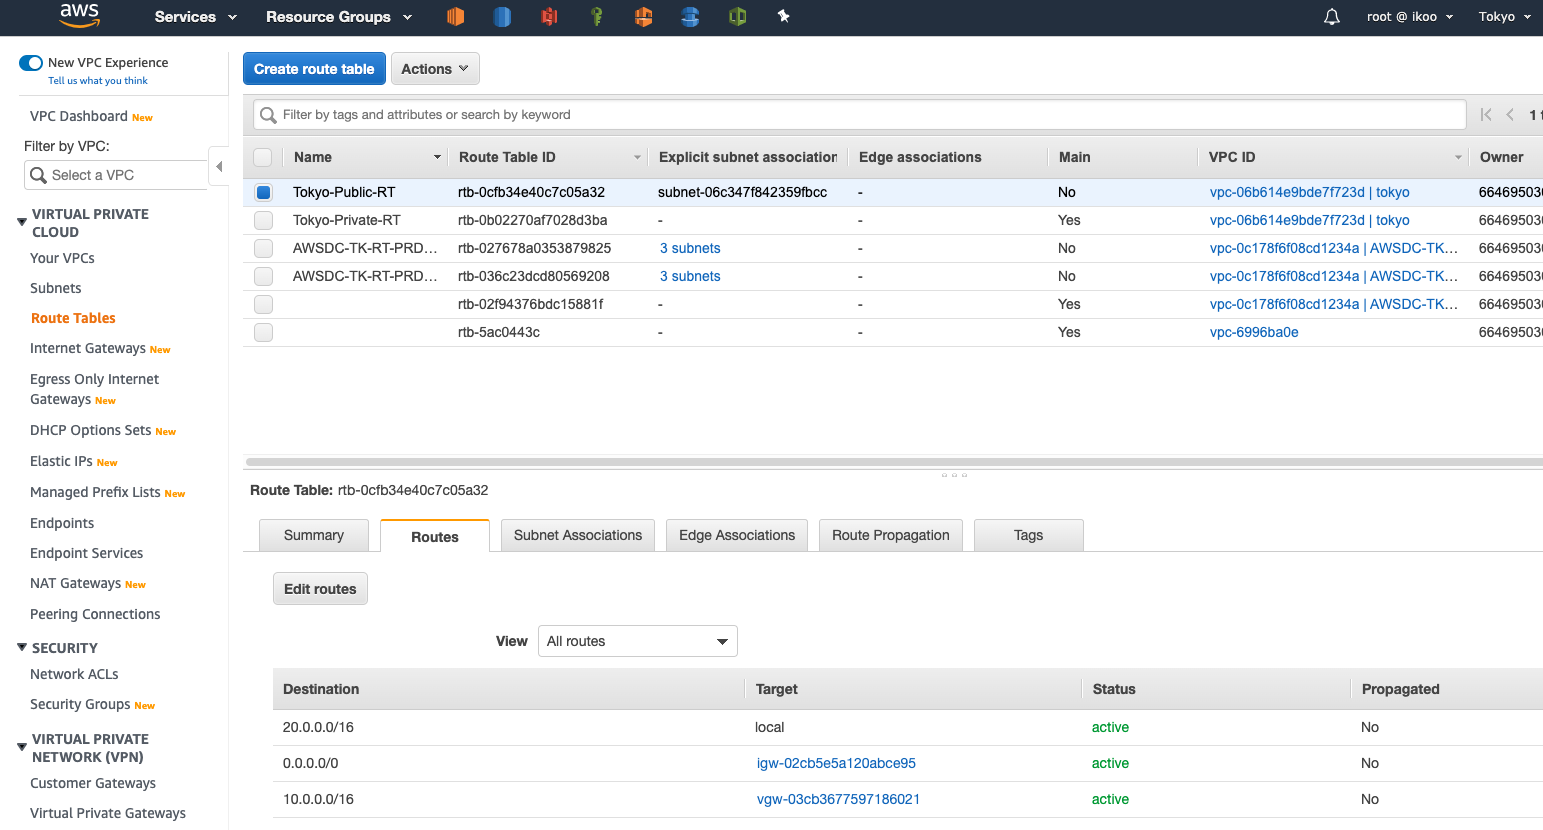 aws Services Resource Groups root @ ikoo Tokyo
New VPC Experience
Tell us what you think
VPC Dashboard New
Filter by VPC:
Select a VPC
VIRTUAL PRIVATE
CLOUD
Your VPCs
Subnets
Route Tables
Internet Gateways New
Egress Only Internet
Gateways New
DHCP Options Sets New
Elastic IPs New
Managed Prefix Lists New
Endpoints
Endpoint Services
NAT Gateways New
Peering Connections
SECURITY
Network ACLs
Security Groups New
VIRTUAL PRIVATE
NETWORK (VPN)
Customer Gateways
Virtual Private Gateways
Create route table Actions
Filter by tags and attributes or search by keyword 1 t
Name Route Table ID Explicit subnet association Edge associations Main VPC ID Owner
Tokyo-Public-RT rtb-0cfb34e40c7c05a32 subnet-06c347f842359fbcc - No vpc-06b614e9bde7f723d | tokyo 664695030
Tokyo-Private-RT rtb-0b02270af7028d3ba - - Yes vpc-06b614e9bde7f723d | tokyo 664695030
AWSDC-TK-RT-PRD... rtb-027678a0353879825 3 subnets - No vpc-0c178f6f08cd1234a | AWSDC-TK... 664695030
AWSDC-TK-RT-PRD... rtb-036c23dcd80569208 3 subnets - No vpc-0c178f6f08cd1234a | AWSDC-TK... 664695030
rtb-02f94376bdc15881f - - Yes vpc-0c178f6f08cd1234a | AWSDC-TK... 664695030
rtb-5ac0443c - - Yes vpc-6996ba0e 664695030
Route Table: rtb-0cfb34e40c7c05a32
Summary Routes Subnet Associations Edge Associations Route Propagation Tags
Edit routes
View All routes
Destination Target Status Propagated
20.0.0.0/16 local active No
0.0.0.0/0 igw-02cb5e5a120abce95 active No
10.0.0.0/16 vgw-03cb3677597186021 active No